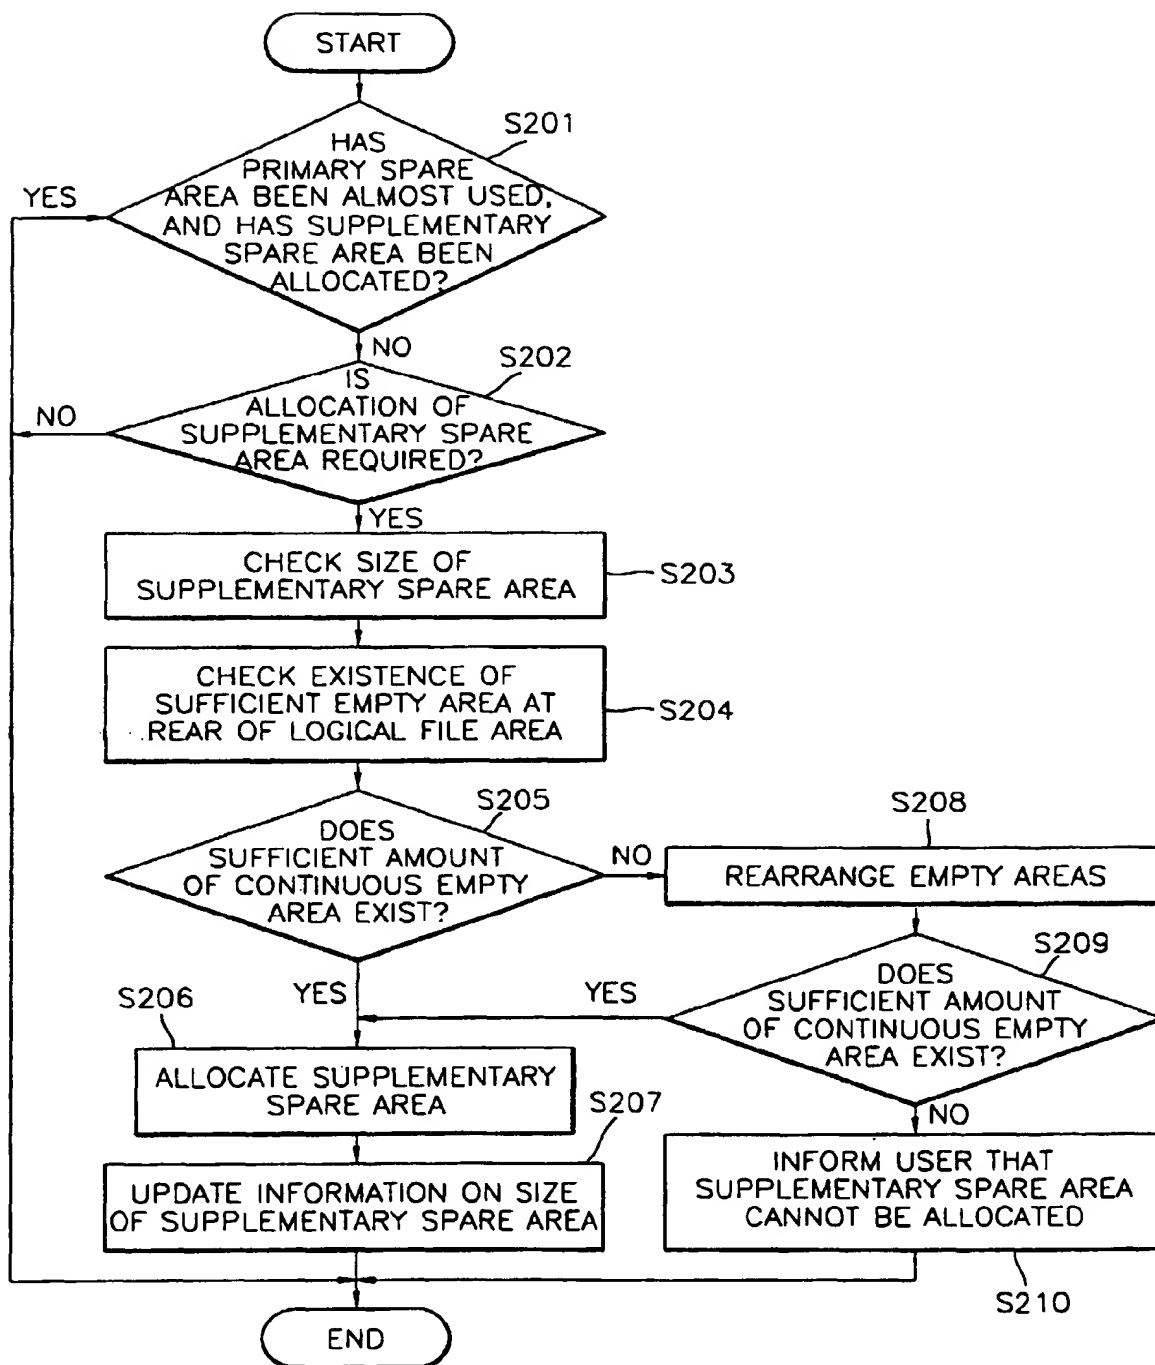 START
S201
HAS
PRIMARY SPARE
AREA BEEN ALMOST USED,
AND HAS SUPPLEMENTARY
SPARE AREA BEEN
ALLOCATED?
YES
NO
S202
IS
ALLOCATION OF
SUPPLEMENTARY SPARE
AREA REQUIRED?
NO
YES
CHECK SIZE OF
SUPPLEMENTARY SPARE AREA
S203
CHECK EXISTENCE OF
SUFFICIENT EMPTY AREA AT
REAR OF LOGICAL FILE AREA
S204
S205
DOES
SUFFICIENT AMOUNT
OF CONTINUOUS EMPTY
AREA EXIST?
NO
S208
REARRANGE EMPTY AREAS
S209
DOES
SUFFICIENT AMOUNT
OF CONTINUOUS EMPTY
AREA EXIST?
YES
YES
S206
ALLOCATE SUPPLEMENTARY
SPARE AREA
S207
UPDATE INFORMATION ON SIZE
OF SUPPLEMENTARY SPARE AREA
NO
INFORM USER THAT
SUPPLEMENTARY SPARE AREA
CANNOT BE ALLOCATED
S210
END